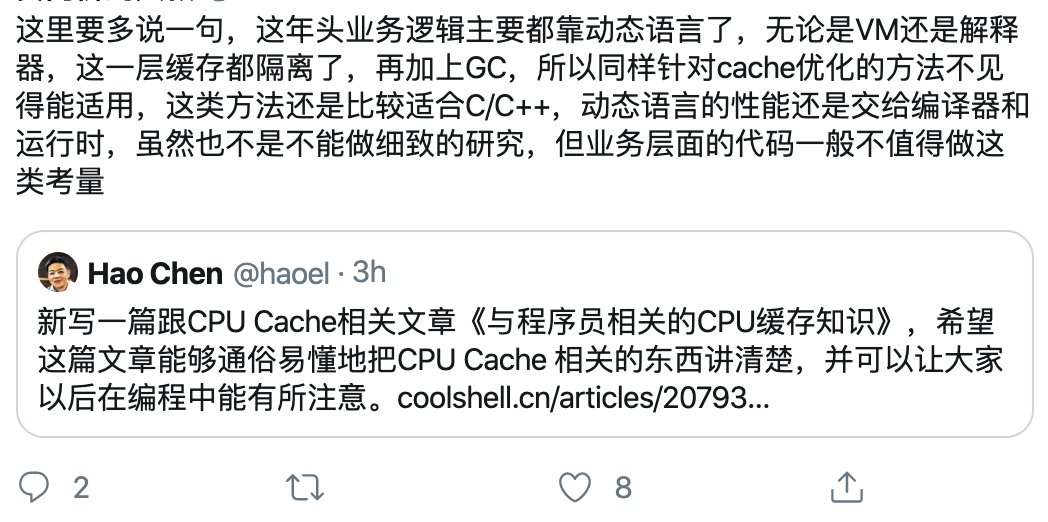 这里要多说一句，这年头业务逻辑主要都靠动态语言了，无论是VM还是解释
器，这一层缓存都隔离了，再加上GC，所以同样针对cache优化的方法不见
得能适用，这类方法还是比较适合C/C++，动态语言的性能还是交给编译器和
运行时，虽然也不是不能做细致的研究，但业务层面的代码一般不值得做这
类考量
Hao Chen @haoel · 3h
新写一篇跟CPU Cache相关文章《与程序员相关的CPU缓存知识》，希望
这篇文章能够通俗易懂地把CPU Cache 相关的东西讲清楚，并可以让大家
以后在编程中能有所注意。coolshell.cn/articles/20793...
2 8